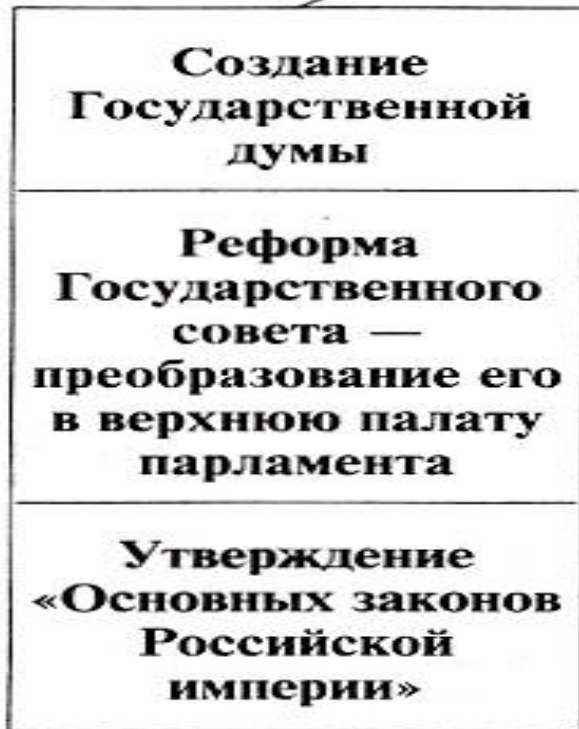 Создание
Государственной
думы
Реформа
Государственного
совета —
преобразование его
в верхнюю палату
парламента
Утверждение
«Основных законов
Российской
империи»